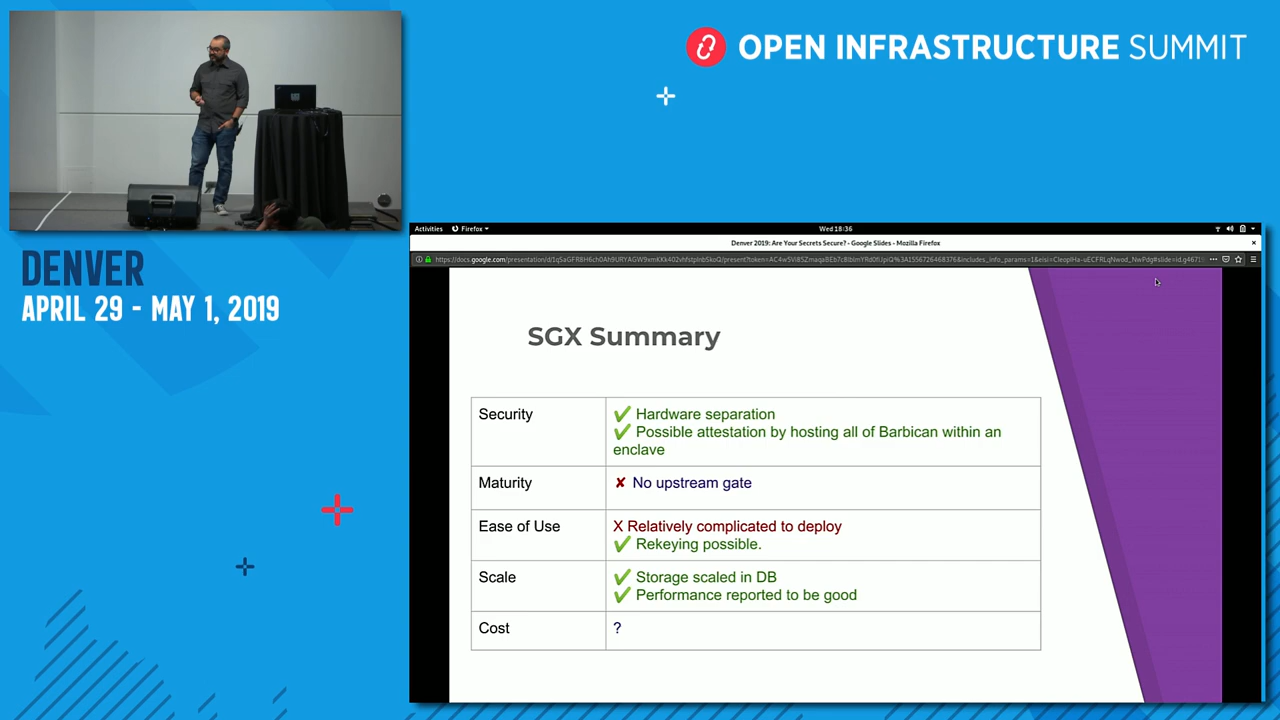 OPEN INFRASTRUCTURE SUMMIT
DENVER
APRIL 29 - MAY 1, 2019
Activities
Firefox
Wed 18:36
Denver 2019: Are Your Secrets Secure? - Google Slides - Mozilla Firefox
SGX Summary
Security
✔ Hardware separation
✔ Possible attestation by hosting all of Barbican within an
enclave
Maturity
✘ No upstream gate
Ease of Use
X Relatively complicated to deploy
✔ Rekeying possible.
Scale
✔ Storage scaled in DB
✔ Performance reported to be good
Cost
?